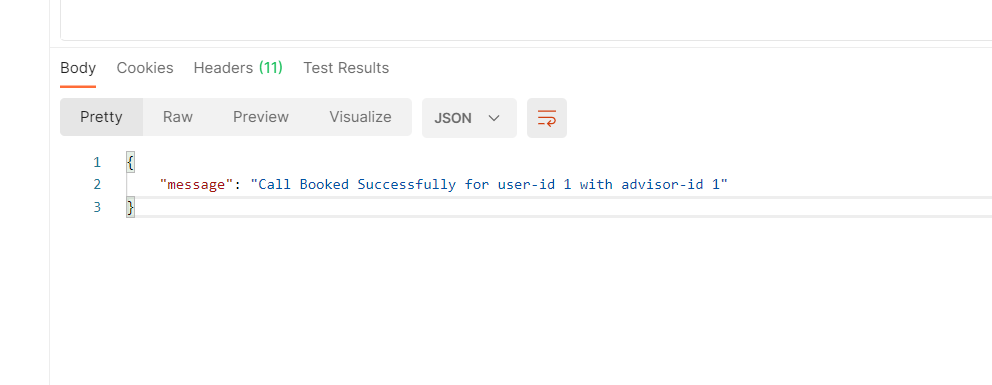 Body Cookies Headers (11) Test Results
Pretty Raw Preview Visualize JSON
1 {
2 "message": "Call Booked Successfully for user-id 1 with advisor-id 1"
3 }